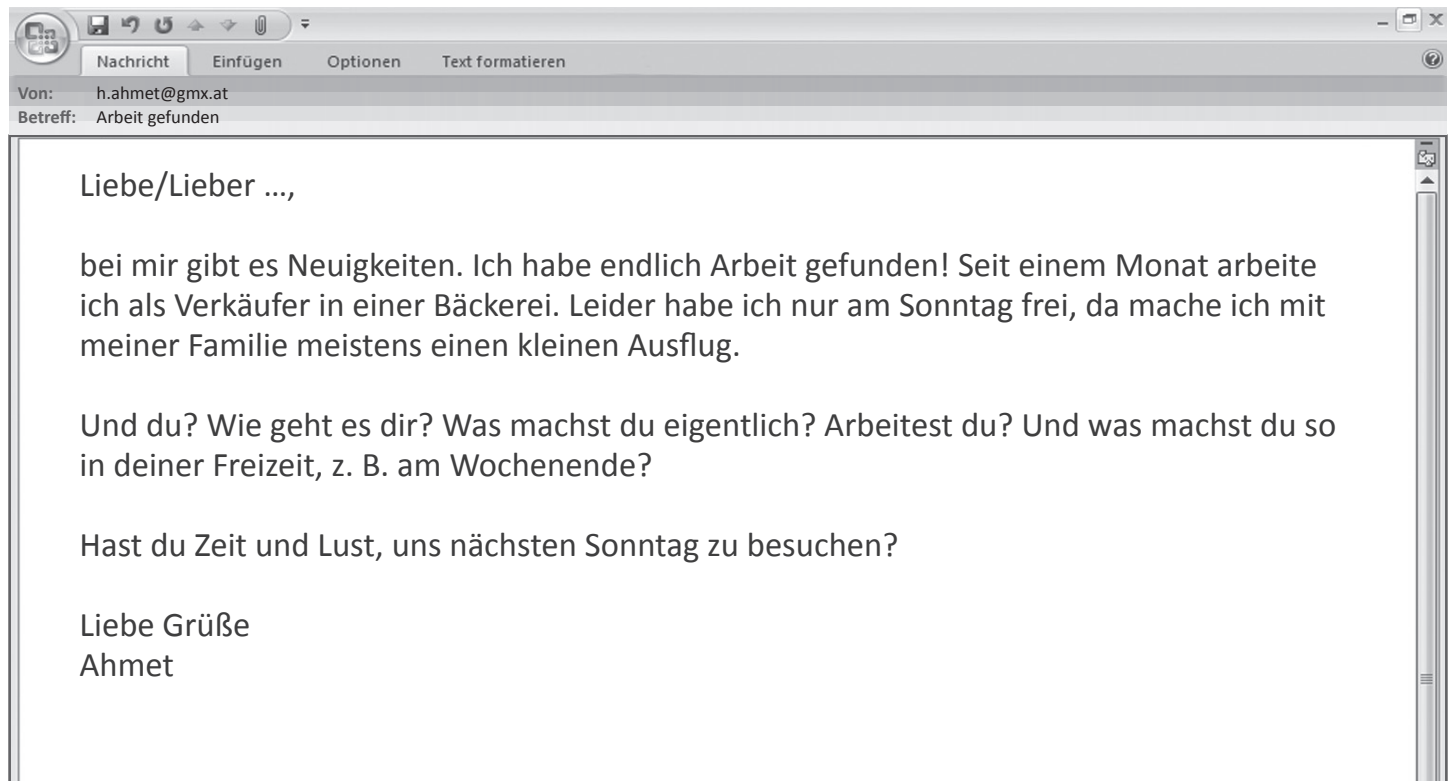 Nachricht Einfügen Optionen Text formatieren
Von: h.ahmet@gmx.at
Betreff: Arbeit gefunden
Liebe/Lieber ...,
bei mir gibt es Neuigkeiten. Ich habe endlich Arbeit gefunden! Seit einem Monat arbeite
ich als Verkäufer in einer Bäckerei. Leider habe ich nur am Sonntag frei, da mache ich mit
meiner Familie meistens einen kleinen Ausflug.
Und du? Wie geht es dir? Was machst du eigentlich? Arbeitest du? Und was machst du so
in deiner Freizeit, z. B. am Wochenende?
Hast du Zeit und Lust, uns nächsten Sonntag zu besuchen?
Liebe Grüße
Ahmet